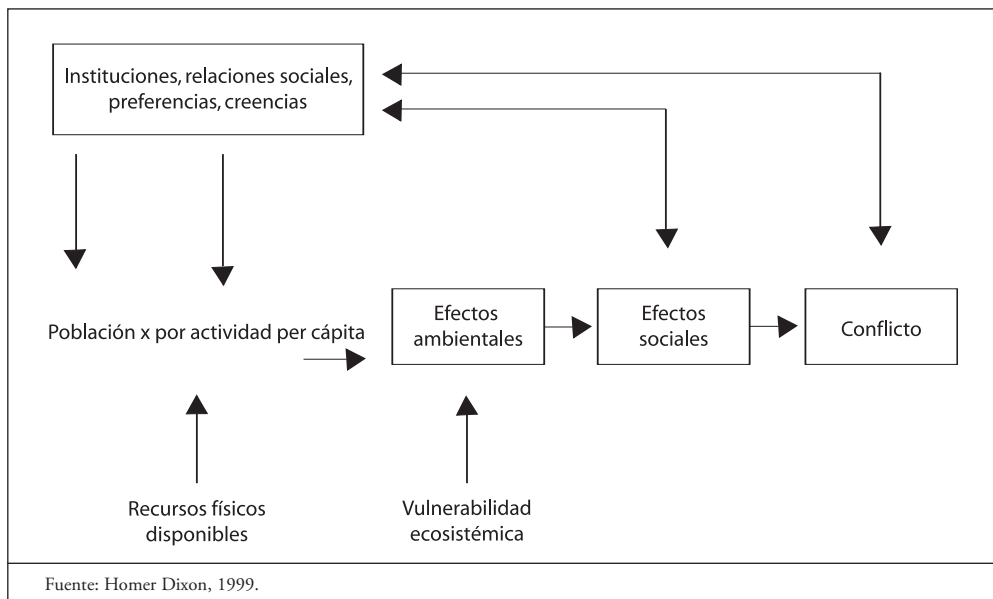 Instituciones, relaciones sociales,
preferencias, creencias
Población x por actividad per cápita
Efectos
ambientales
Efectos
sociales
Conflicto
Recursos físicos
disponibles
Vulnerabilidad
ecosistémica
Fuente: Homer Dixon, 1999.